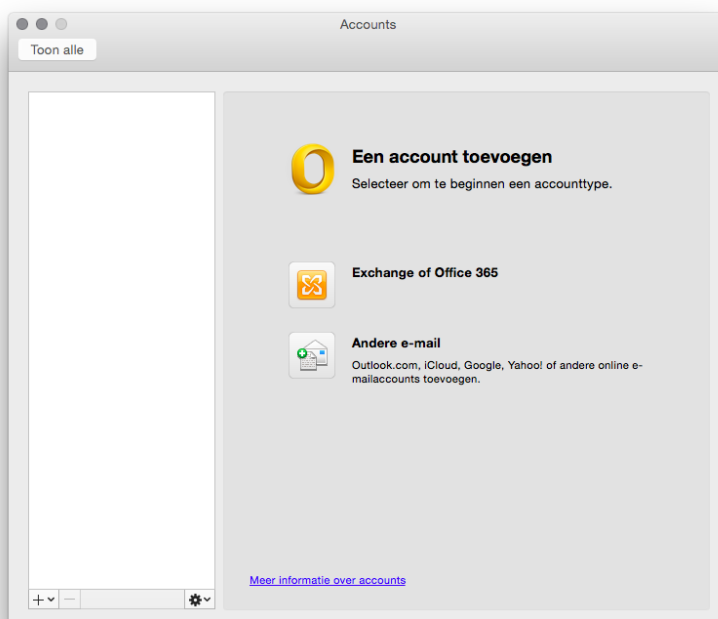 Accounts
Toon alle
Een account toevoegen
Selecteer om te beginnen een accounttype.
Exchange of Office 365
Andere e-mail
Outlook.com, iCloud, Google, Yahoo! of andere online e-
mailaccounts toevoegen.
Meer informatie over accounts